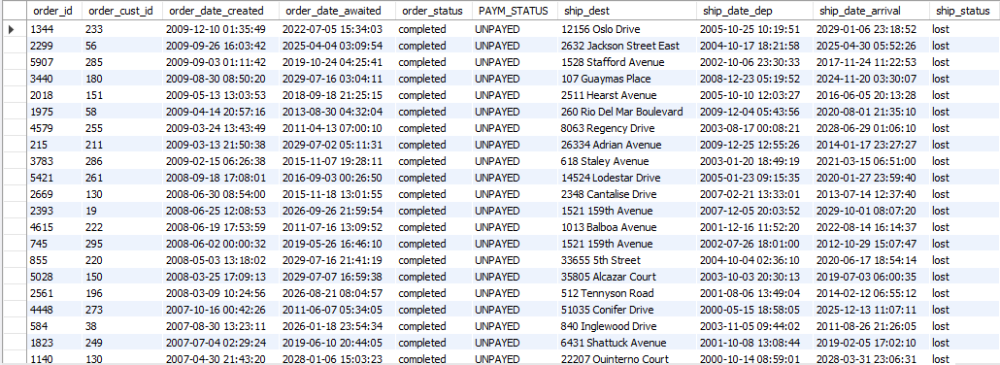 order_id order_cust_id order_date_created order_date_awaited order_status PAYM_STATUS ship_dest ship_date_dep ship_date_arrival ship_status
1344 233 2009-12-10 01:35:49 2022-07-05 15:34:03 completed UNPAYED 12156 Oslo Drive 2005-10-25 10:19:51 2029-01-06 23:18:52 lost
2299 56 2009-09-26 16:03:42 2025-04-04 03:09:54 completed UNPAYED 2632 Jackson Street East 2004-10-17 18:21:58 2025-04-30 05:52:26 lost
5907 285 2009-09-03 01:11:42 2019-10-24 04:25:41 completed UNPAYED 1528 Stafford Avenue 2002-10-06 23:30:33 2017-11-24 11:22:53 lost
3440 180 2009-08-30 08:50:20 2029-07-16 03:04:11 completed UNPAYED 107 Guaymas Place 2008-12-23 05:19:52 2024-11-20 03:30:07 lost
2018 151 2009-05-13 13:03:53 2018-09-18 21:25:15 completed UNPAYED 2511 Hearst Avenue 2005-10-10 12:03:27 2016-06-05 20:13:28 lost
1975 58 2009-04-14 20:57:16 2013-08-30 04:32:04 completed UNPAYED 260 Rio Del Mar Boulevard 2009-12-04 05:43:56 2020-08-01 21:35:10 lost
4579 255 2009-03-24 13:43:49 2011-04-13 07:00:10 completed UNPAYED 8063 Regency Drive 2003-08-17 00:08:21 2028-06-29 01:06:10 lost
215 211 2009-03-13 21:50:38 2029-07-02 05:11:31 completed UNPAYED 26334 Adrian Avenue 2009-12-25 12:55:26 2014-01-17 23:27:27 lost
3783 286 2009-02-15 06:26:38 2015-11-07 19:28:11 completed UNPAYED 618 Staley Avenue 2003-01-20 18:49:19 2021-03-15 06:51:00 lost
5421 261 2008-09-18 17:08:01 2016-09-03 00:26:50 completed UNPAYED 14524 Lodestar Drive 2005-01-23 09:15:35 2020-01-27 23:59:40 lost
2669 130 2008-06-30 08:54:00 2015-11-18 13:01:55 completed UNPAYED 2348 Cantalise Drive 2007-02-21 13:33:01 2013-07-14 12:37:40 lost
2393 19 2008-06-25 12:08:53 2026-09-26 21:59:54 completed UNPAYED 1521 159th Avenue 2007-12-05 20:03:52 2029-10-01 08:07:20 lost
4615 222 2008-06-19 17:53:59 2011-07-16 13:09:52 completed UNPAYED 1013 Balboa Avenue 2001-12-16 11:52:20 2022-08-14 16:14:37 lost
745 295 2008-06-02 00:00:32 2019-05-26 16:46:10 completed UNPAYED 1521 159th Avenue 2002-07-26 18:01:00 2012-10-29 15:07:47 lost
855 220 2008-05-03 13:18:02 2029-07-16 21:41:19 completed UNPAYED 33655 5th Street 2004-10-04 02:36:10 2020-06-17 18:54:14 lost
5028 150 2008-03-25 17:09:13 2029-07-07 16:59:38 completed UNPAYED 35805 Alcazar Court 2003-10-03 20:30:13 2019-07-03 06:00:35 lost
2561 196 2008-03-09 10:24:56 2026-08-21 08:04:57 completed UNPAYED 512 Tennyson Road 2001-08-06 13:49:04 2014-02-12 06:55:12 lost
4448 273 2007-10-16 00:42:26 2011-06-07 05:34:05 completed UNPAYED 51035 Conifer Drive 2000-05-15 18:58:05 2025-12-13 11:07:11 lost
584 38 2007-08-30 13:23:11 2026-01-18 23:54:34 completed UNPAYED 840 Inglewood Drive 2003-11-05 09:44:02 2011-08-26 21:26:05 lost
1823 249 2007-07-04 02:29:24 2019-06-10 20:44:05 completed UNPAYED 6431 Shattuck Avenue 2001-10-08 13:08:44 2019-02-05 17:02:10 lost
1140 130 2007-04-30 21:43:20 2028-01-06 15:03:23 completed UNPAYED 22207 Quinterno Court 2000-10-14 08:59:01 2028-03-31 23:06:31 lost